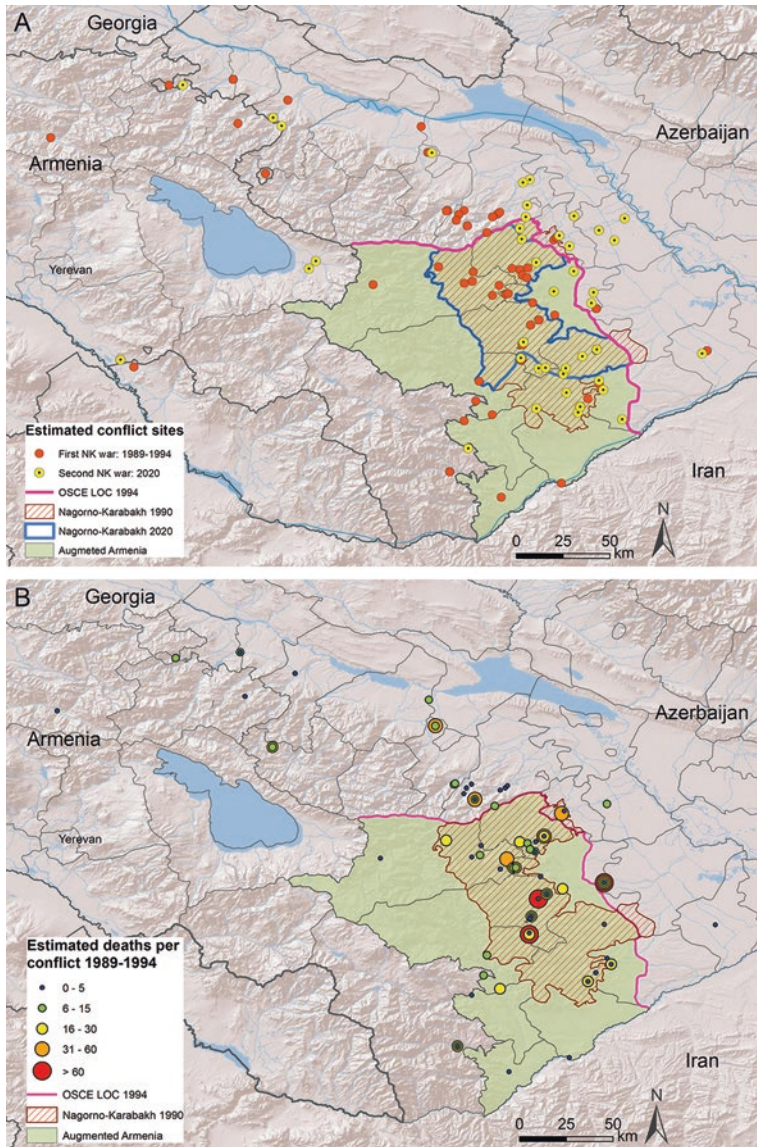 A
Georgia
Azerbaijan
Armenia
Yerevan
Iran
Estimated conflict sites
First NK war: 1989-1994
Second NK war: 2020
OSCE LOC 1994
Nagorno-Karabakh 1990
Nagorno-Karabakh 2020
Augmeted Armenia
N
0 25 50
km
B
Georgia
Azerbaijan
Armenia
Yerevan
Iran
Estimated deaths per
conflict 1989-1994
0 - 5
6 - 15
16 - 30
31 - 60
> 60
OSCE LOC 1994
Nagorno-Karabakh 1990
Augmented Armenia
N
0 25 50
km